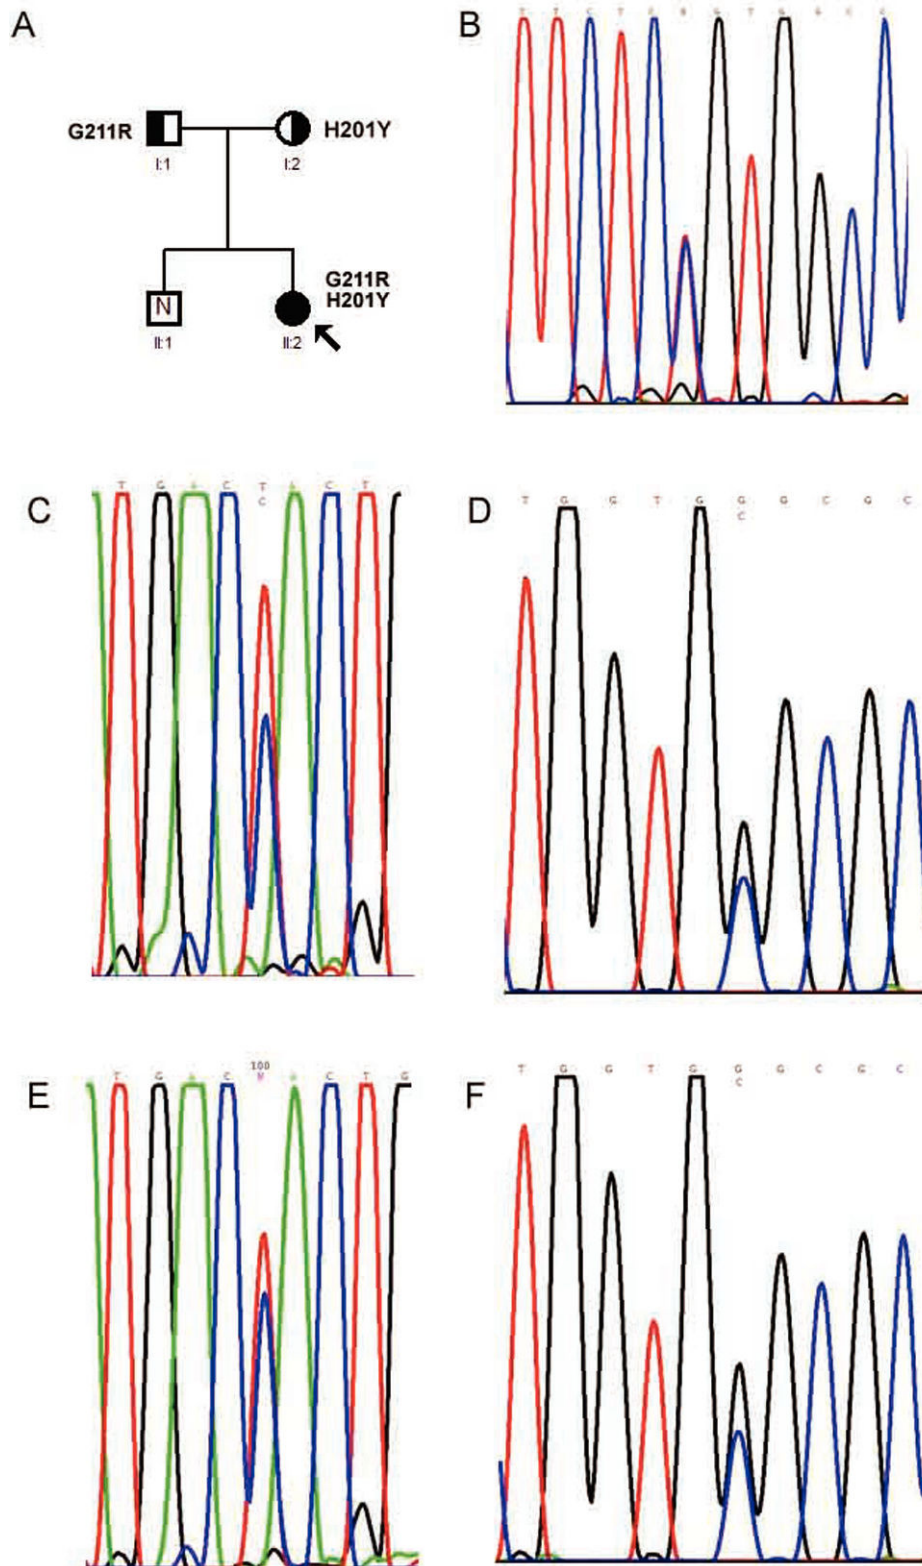 A
B
G211R
H201Y
I:1
I:2
G211R
H201Y
N
II:1
II:2
C
T G A C T A C T
C
D
T G G T G G G C G C
C
E
100
T G A C N A C T G
F
T G G T G G G C G C
C